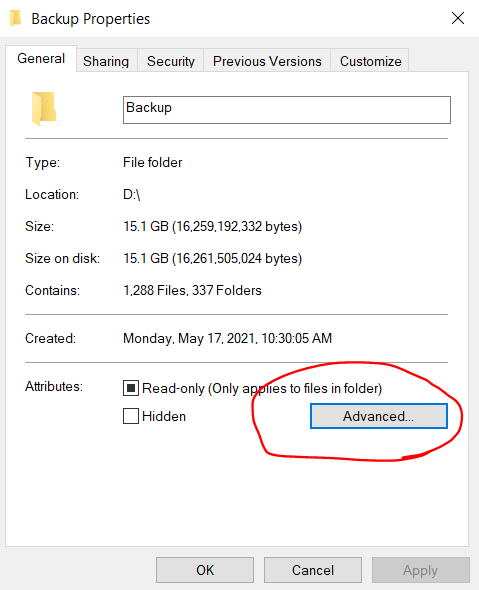 Backup Properties
General Sharing Security Previous Versions Customize
Backup
Type: File folder
Location: D:\
Size: 15.1 GB (16,259,192,332 bytes)
Size on disk: 15.1 GB (16,261,505,024 bytes)
Contains: 1,288 Files, 337 Folders
Created: Monday, May 17, 2021, 10:30:05 AM
Attributes: Read-only (Only applies to files in folder)
Hidden Advanced...
OK Cancel Apply